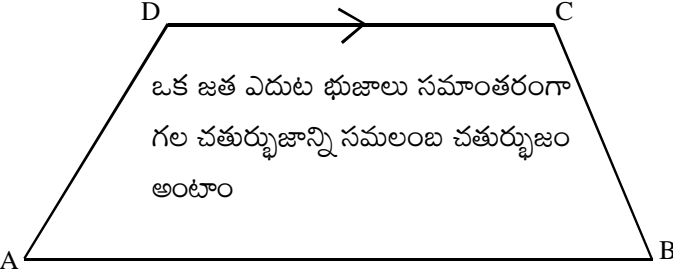 D C
ఒక జత ఎదుట భుజాలు సమాంతరంగా
గల చతుర్భుజాన్ని సమలంబ చతుర్భుజం
అంటాం
A B